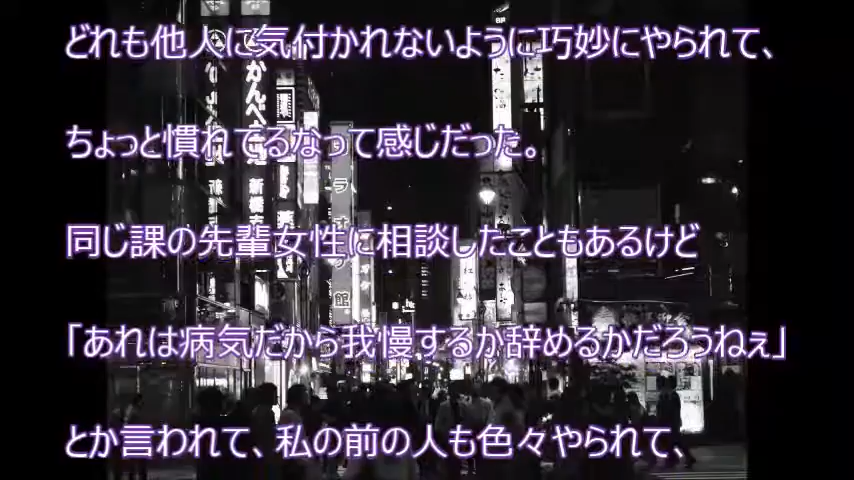 どれも他人に気付かれないように巧妙にやられて、
ちょっと慣れてるなって感じだった。
同じ課の先輩女性に相談したこともあるけど
「あれは病気だから我慢するか辞めるかだろうねぇ」
とか言われて、私の前の人も色々やられて、